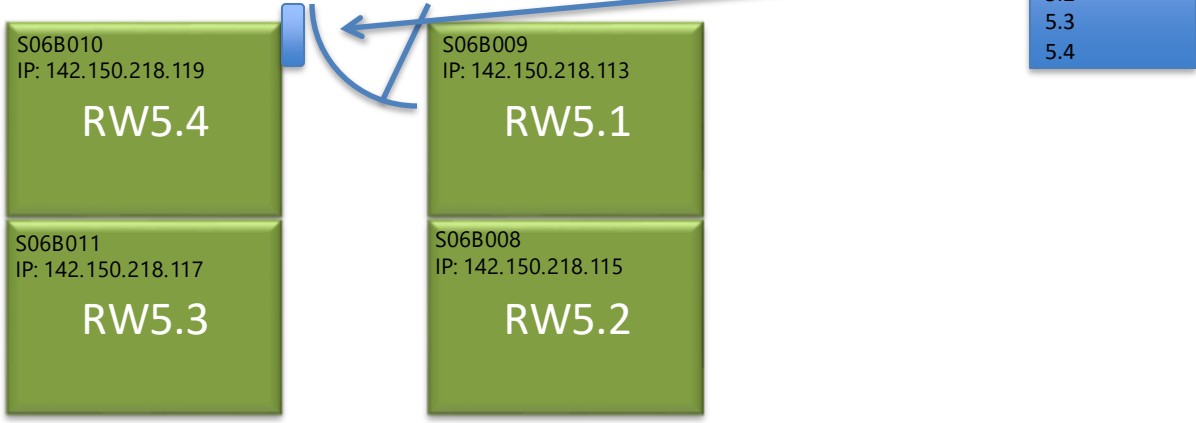 S06B010
IP: 142.150.218.119
RW5.4
S06B009
IP: 142.150.218.113
RW5.1
5.3
5.4
S06B011
IP: 142.150.218.117
RW5.3
S06B008
IP: 142.150.218.115
RW5.2